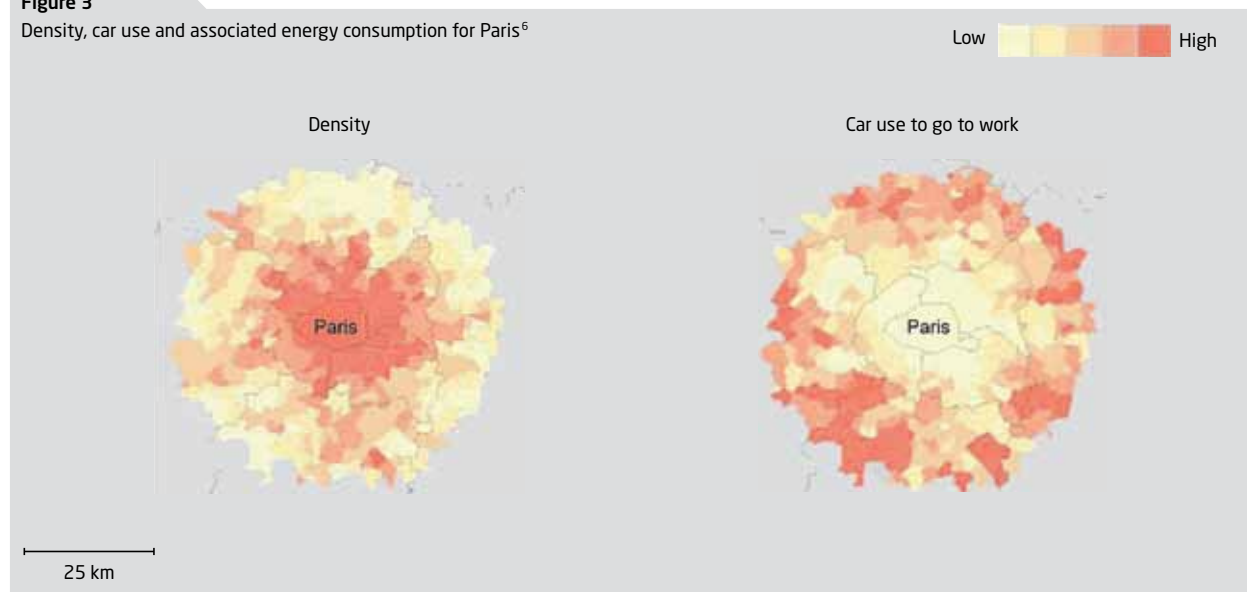 Figure 3
Density, car use and associated energy consumption for Paris⁶
Low
High
Density
Car use to go to work
Paris
Paris
25 km